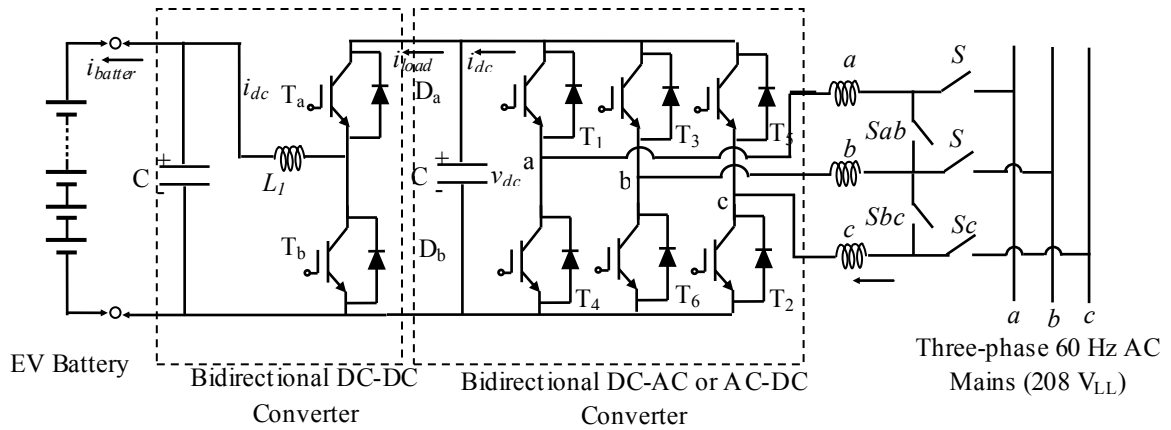 i_batter
i_dc
T_a
i_load
D_a
i_dc
a
S
T_1
T_3
T_5
Sab
+
C
-
L_1
+
C
-
v_dc
a
b
c
b
S
Sbc
c
Sc
T_b
D_b
T_4
T_6
T_2
a b c
EV Battery
Bidirectional DC-DC
Converter
Bidirectional DC-AC or AC-DC
Converter
Three-phase 60 Hz AC
Mains (208 V_LL)